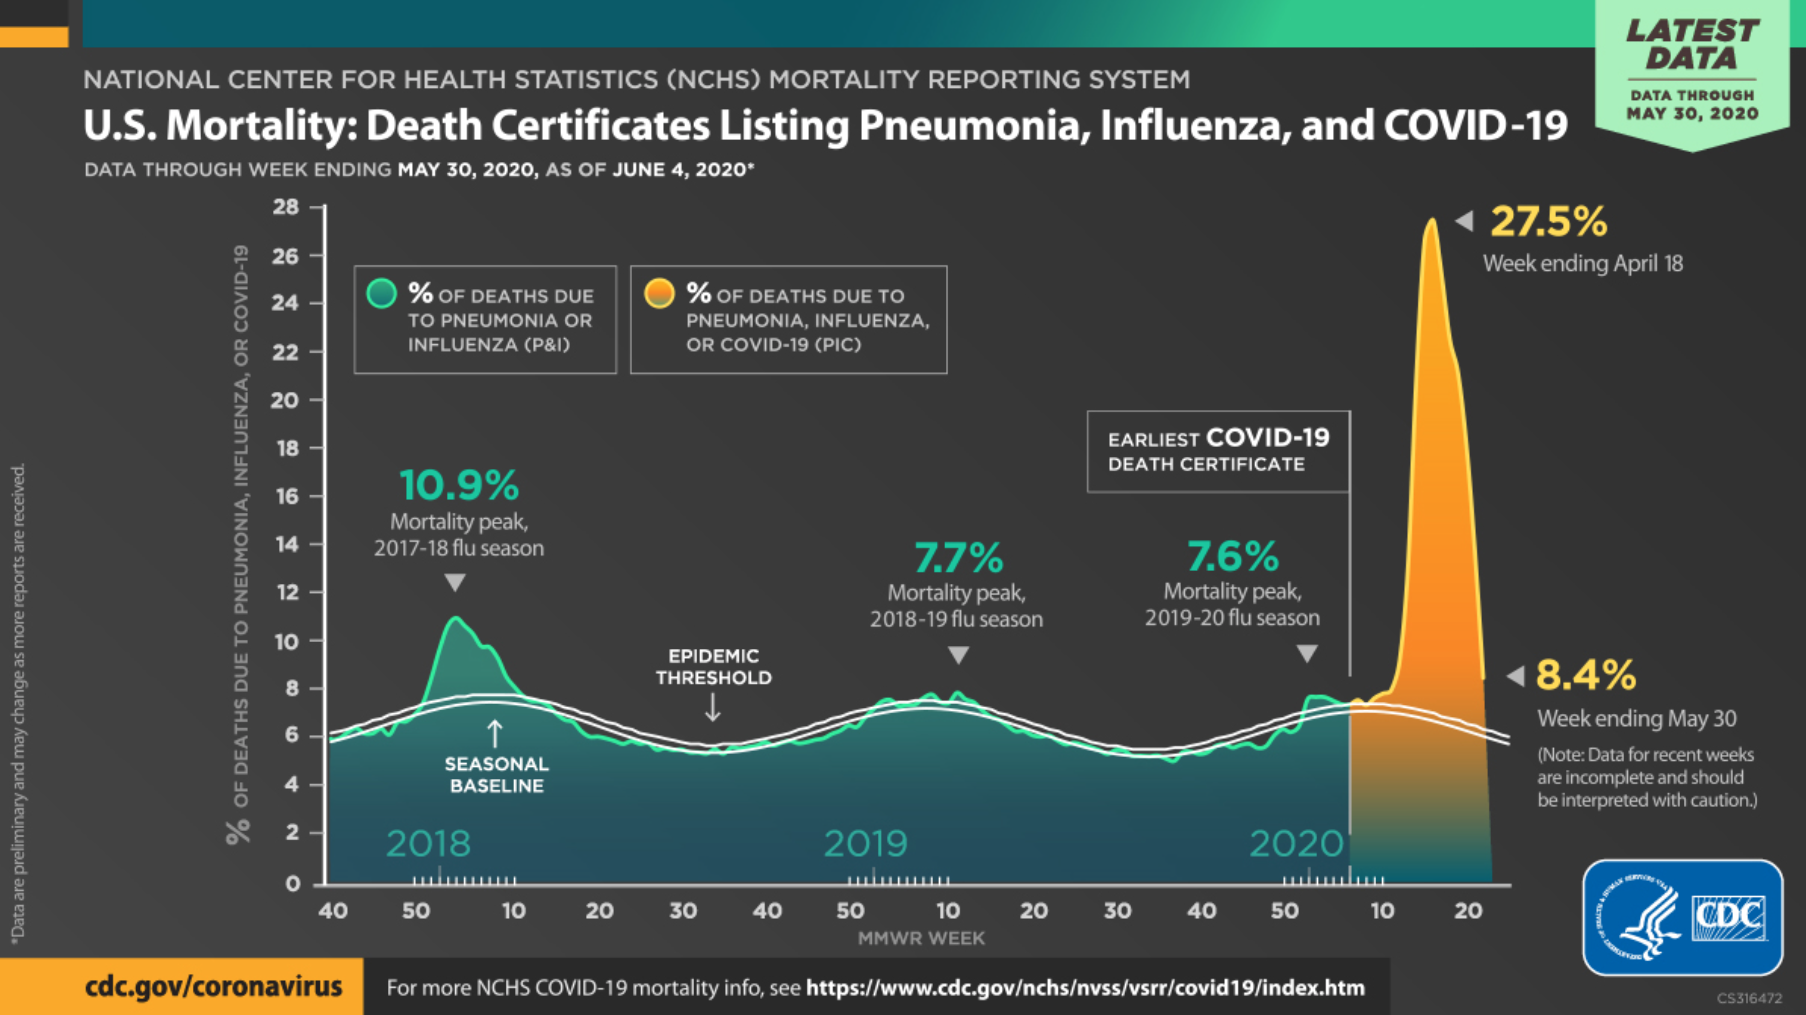 LATEST
DATA
DATA THROUGH
MAY 30, 2020
NATIONAL CENTER FOR HEALTH STATISTICS (NCHS) MORTALITY REPORTING SYSTEM
U.S. Mortality: Death Certificates Listing Pneumonia, Influenza, and COVID-19
DATA THROUGH WEEK ENDING MAY 30, 2020, AS OF JUNE 4, 2020*
% OF DEATHS DUE TO PNEUMONIA, INFLUENZA, OR COVID-19
28
26
24
22
20
18
16
14
12
10
8
6
4
2
0
% OF DEATHS DUE
TO PNEUMONIA OR
INFLUENZA (P&I)
% OF DEATHS DUE TO
PNEUMONIA, INFLUENZA,
OR COVID-19 (PIC)
27.5%
Week ending April 18
EARLIEST COVID-19
DEATH CERTIFICATE
10.9%
Mortality peak,
2017-18 flu season
7.7%
Mortality peak,
2018-19 flu season
7.6%
Mortality peak,
2019-20 flu season
EPIDEMIC
THRESHOLD
SEASONAL
BASELINE
8.4%
Week ending May 30
(Note: Data for recent weeks
are incomplete and should
be interpreted with caution.)
2018 2019 2020
40 50 10 20 30 40 50 10 20 30 40 50 10 20
MMWR WEEK
*Data are preliminary and may change as more reports are received.
CDC
cdc.gov/coronavirus
For more NCHS COVID-19 mortality info, see https://www.cdc.gov/nchs/nvss/vsrr/covid19/index.htm
CS316472